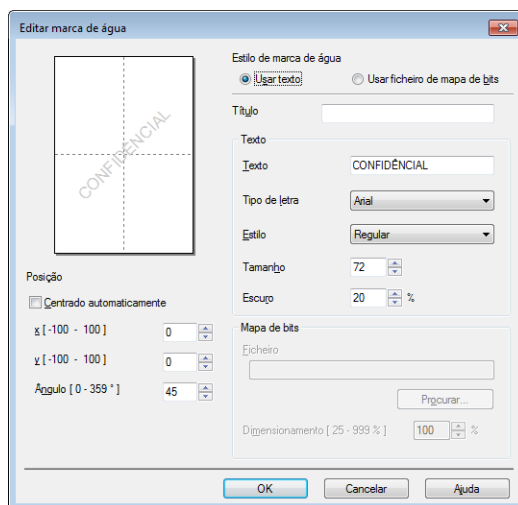 Editar marca de água
CONFIDÊNCIAL
Posição
Centrado automaticamente
x [ -100 - 100 ] 0
y [ -100 - 100 ] 0
Ângulo [ 0 - 359 ° ] 45
Estilo de marca de água
Usar texto Usar ficheiro de mapa de bits
Título
Texto
Texto CONFIDÊNCIAL
Tipo de letra Arial
Estilo Regular
Tamanho 72
Escuro 20 %
Mapa de bits
Ficheiro
Procurar...
Dimensionamento [ 25 - 999 % ] 100 %
OK Cancelar Ajuda